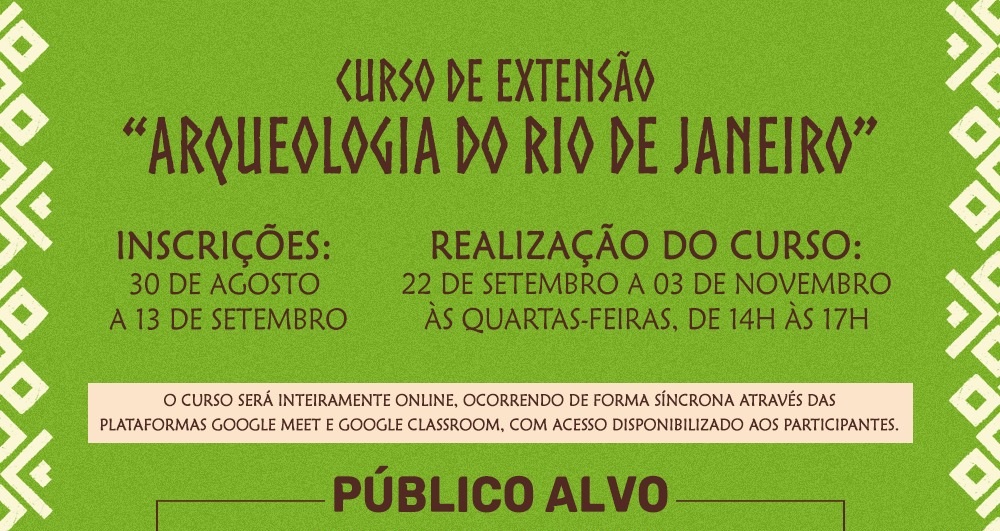 CURSO DE EXTENSÃO
“ARQUEOLOGIA DO RIO DE JANEIRO”
INSCRIÇÕES:
30 DE AGOSTO
A 13 DE SETEMBRO
REALIZAÇÃO DO CURSO:
22 DE SETEMBRO A 03 DE NOVEMBRO
ÀS QUARTAS-FEIRAS, DE 14H ÀS 17H
O CURSO SERÁ INTEIRAMENTE ONLINE, OCORRENDO DE FORMA SÍNCRONA ATRAVÉS DAS
PLATAFORMAS GOOGLE MEET E GOOGLE CLASSROOM, COM ACESSO DISPONIBILIZADO AOS PARTICIPANTES.
PÚBLICO ALVO